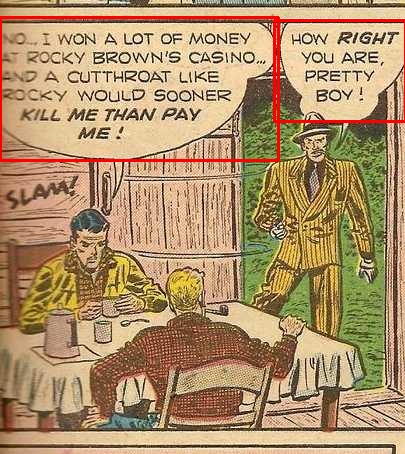 NO... I WON A LOT OF MONEY
AT ROCKY BROWN'S CASINO...
AND A CUTTHROAT LIKE
ROCKY WOULD SOONER
KILL ME THAN PAY
ME!
HOW RIGHT
YOU ARE,
PRETTY
BOY!
SLAM!